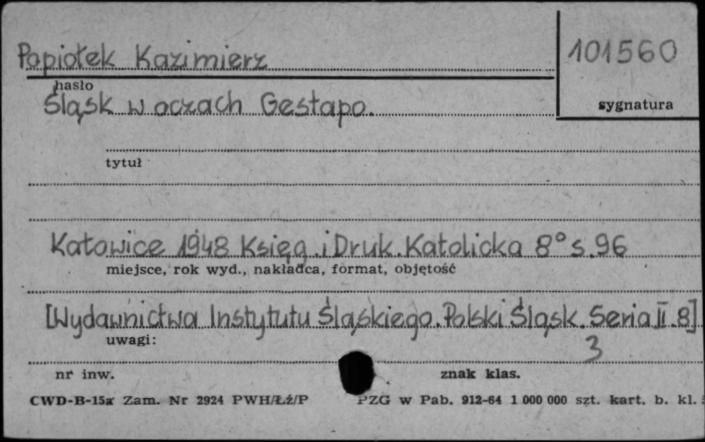 Popiołek Kazimierz
101560
hasło
Śląsk w oczach Gestapo.
sygnatura
tytuł
Katowice 1948 Księg. i Druk. Katolicka 8° s. 96
miejsce, rok wyd., nakładca, format, objętość
[Wydawnictwa Instytutu Śląskiego. Polski Śląsk. Seria II. 8]
uwagi:
3
nr inw.
znak klas.
CWD-B-15a Zam. Nr 2924 PWH/Łź/P PZG w Pab. 912-64 1 000 000 szt. kart. b. kl.